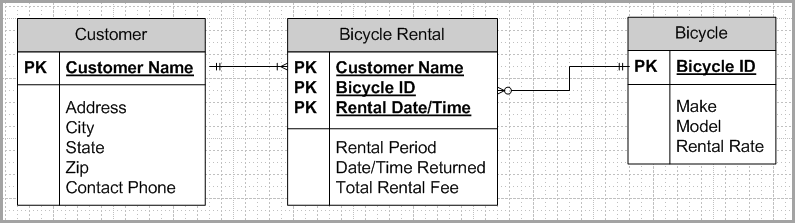 Customer
PK Customer Name
Address
City
State
Zip
Contact Phone
Bicycle Rental
PK Customer Name
PK Bicycle ID
PK Rental Date/Time
Rental Period
Date/Time Returned
Total Rental Fee
Bicycle
PK Bicycle ID
Make
Model
Rental Rate